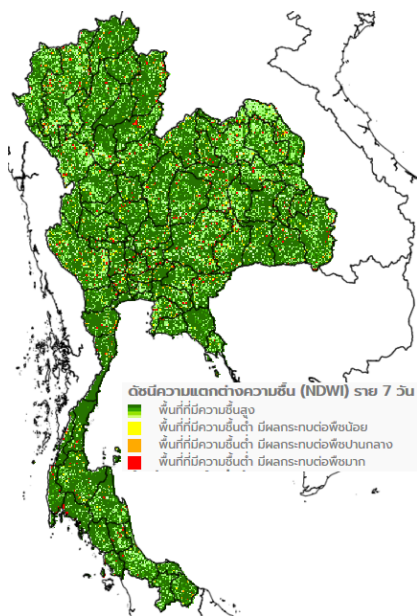 ดัชนีความแตกต่างความชื้น (NDWI) ราย 7 วัน
พื้นที่ที่มีความชื้นสูง
พื้นที่ที่มีความชื้นต่ำ มีผลกระทบต่อพืชน้อย
พื้นที่ที่มีความชื้นต่ำ มีผลกระทบต่อพืชปานกลาง
พื้นที่ที่มีความชื้นต่ำ มีผลกระทบต่อพืชมาก